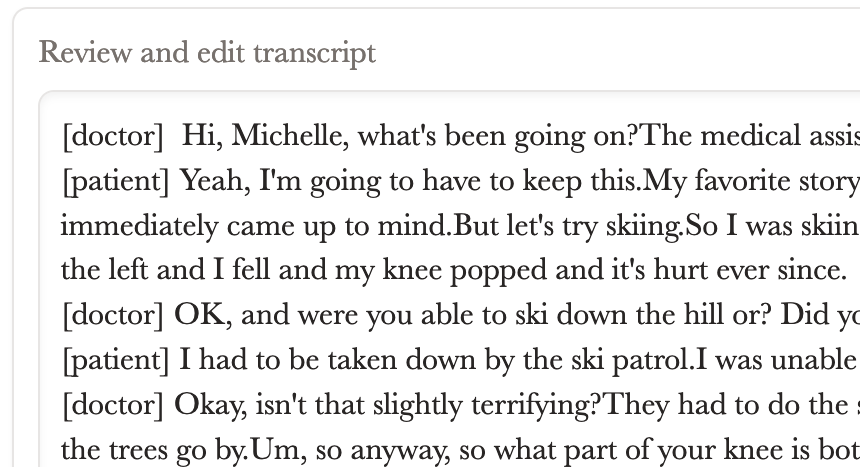 Review and edit transcript
[doctor]  Hi, Michelle, what's been going on?The medical
[patient] Yeah, I'm going to have to keep this.My favorite story
immediately came up to mind.But let's try skiing.So I was
the left and I fell and my knee popped and it's hurt ever since.
[doctor] OK, and were you able to ski down the hill or? Did
[patient] I had to be taken down by the ski patrol.I was unable
[doctor] Okay, isn't that slightly terrifying?They had to do the
the trees go by.Um, so anyway, so what part of your knee is